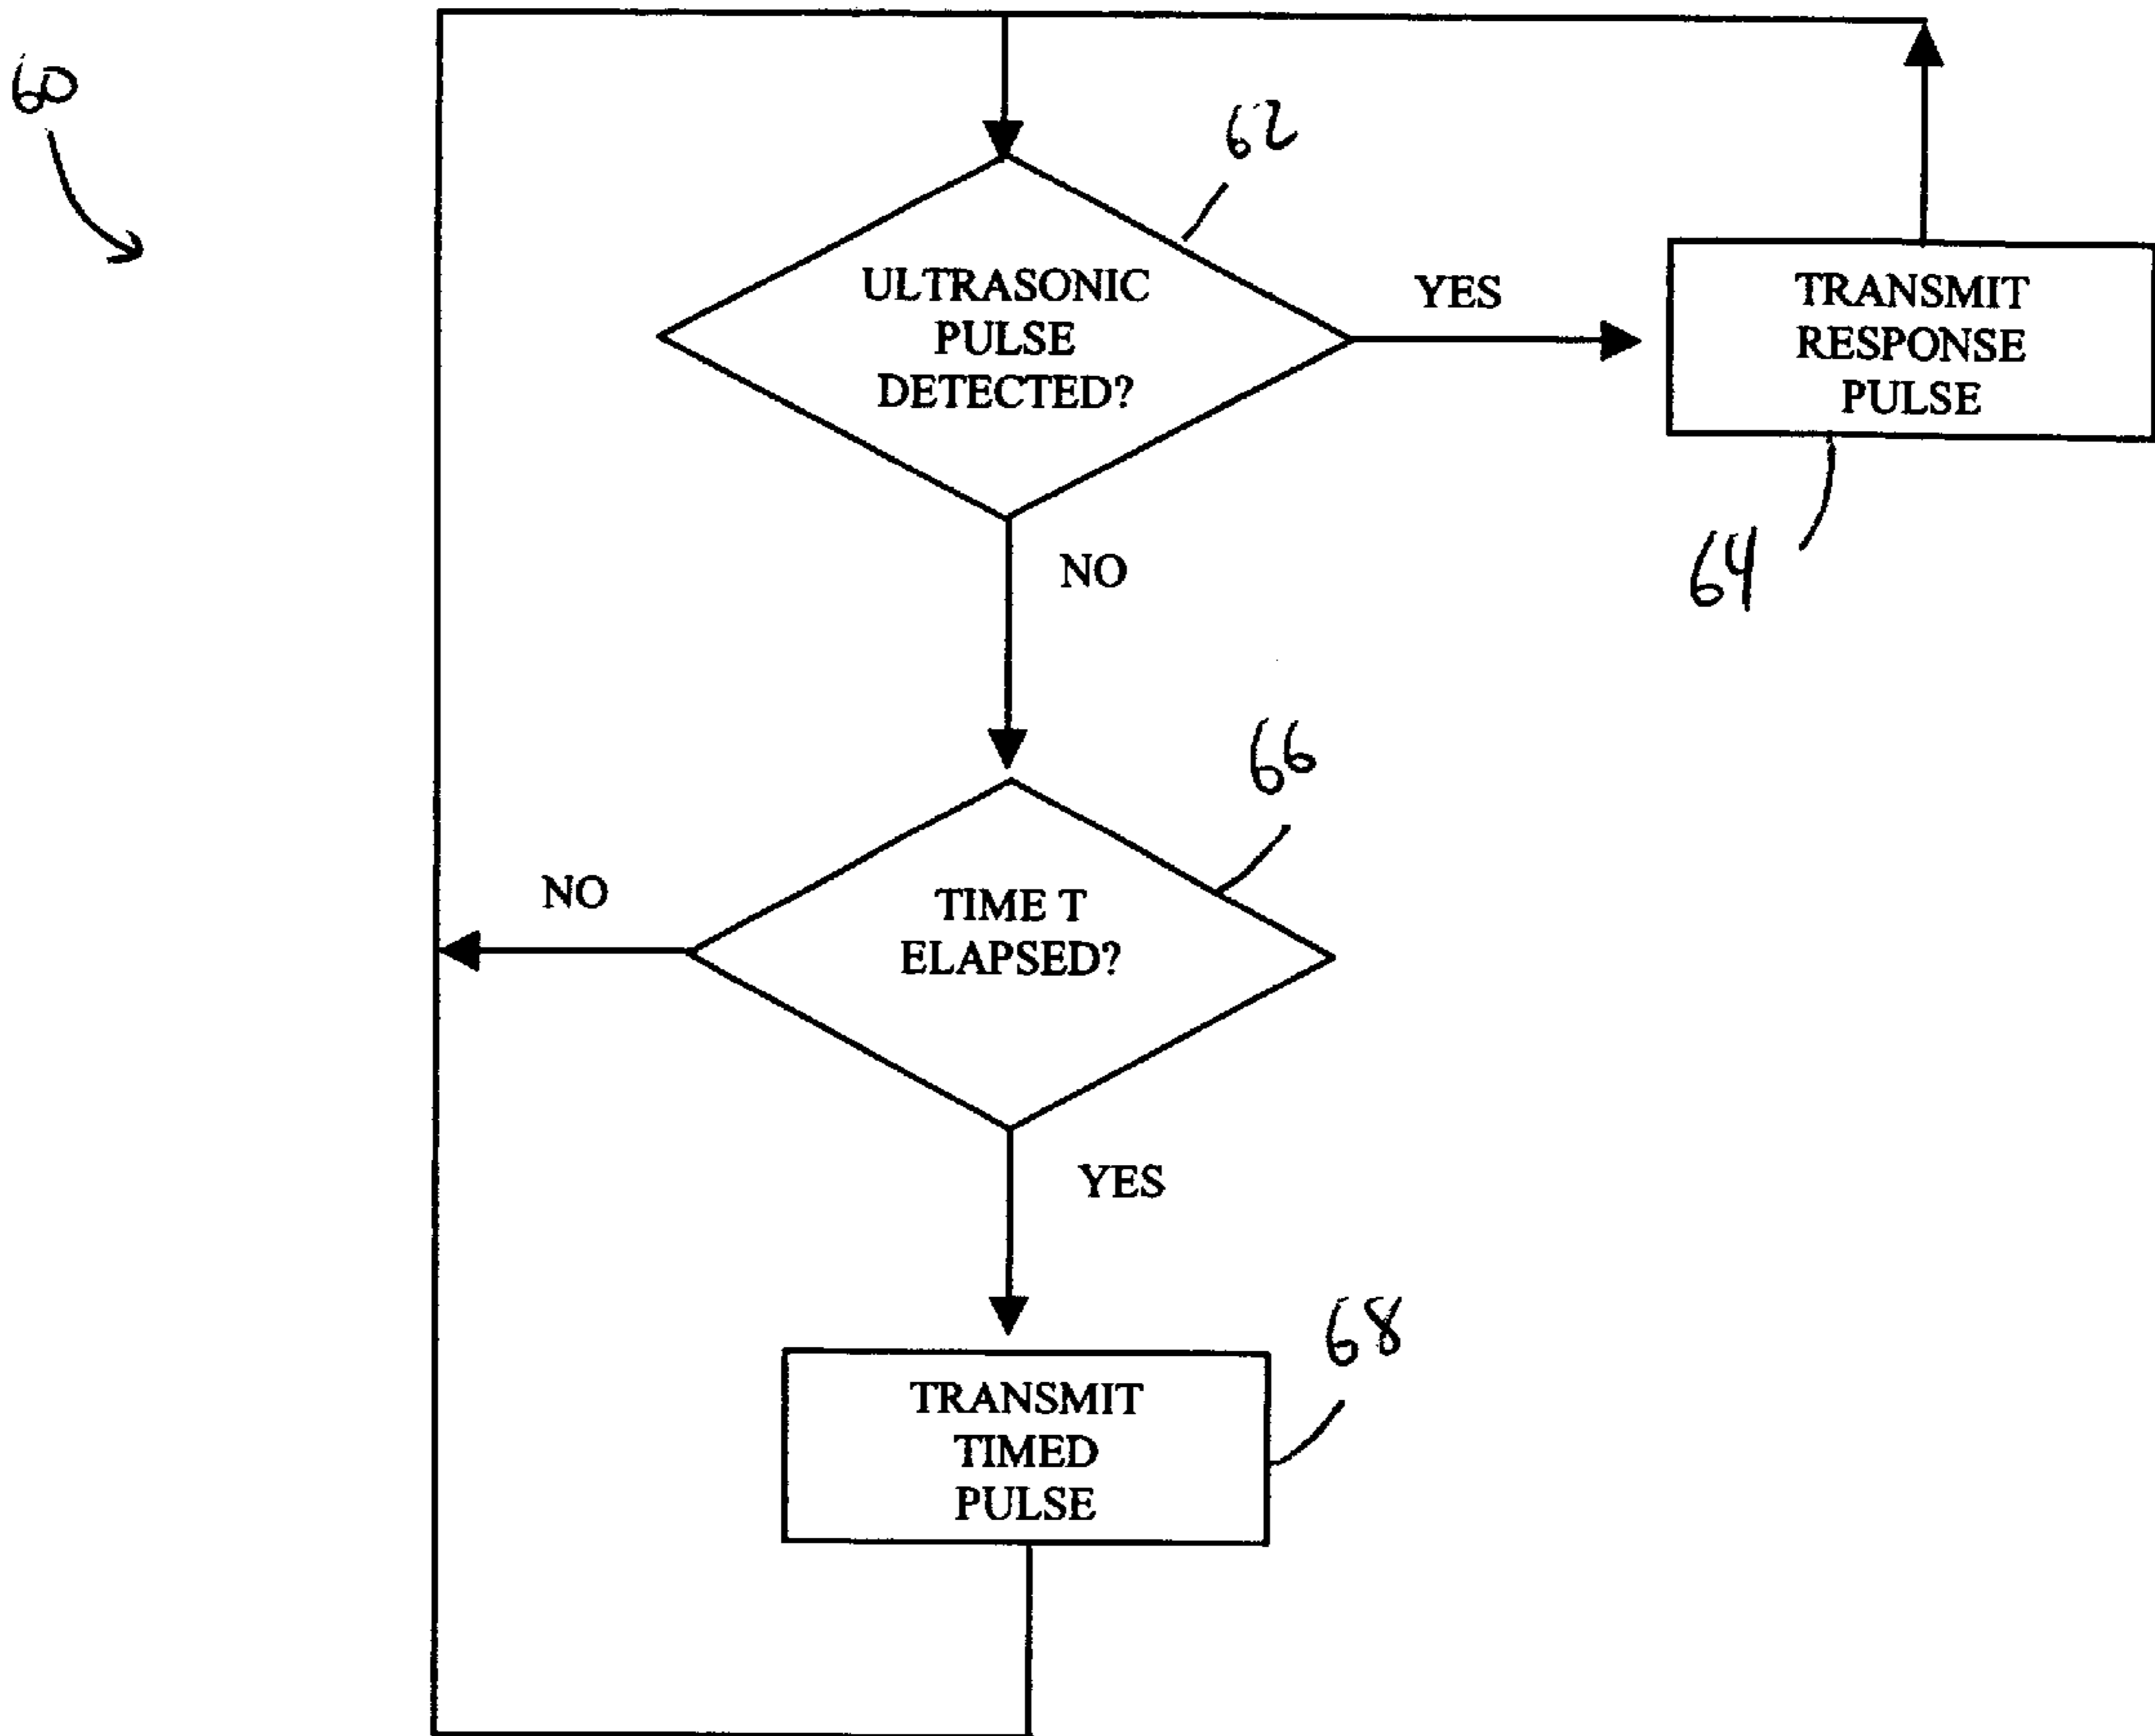 60
62
ULTRASONIC
PULSE
DETECTED?
YES
TRANSMIT
RESPONSE
PULSE
64
NO
66
TIME T
ELAPSED?
NO
YES
68
TRANSMIT
TIMED
PULSE